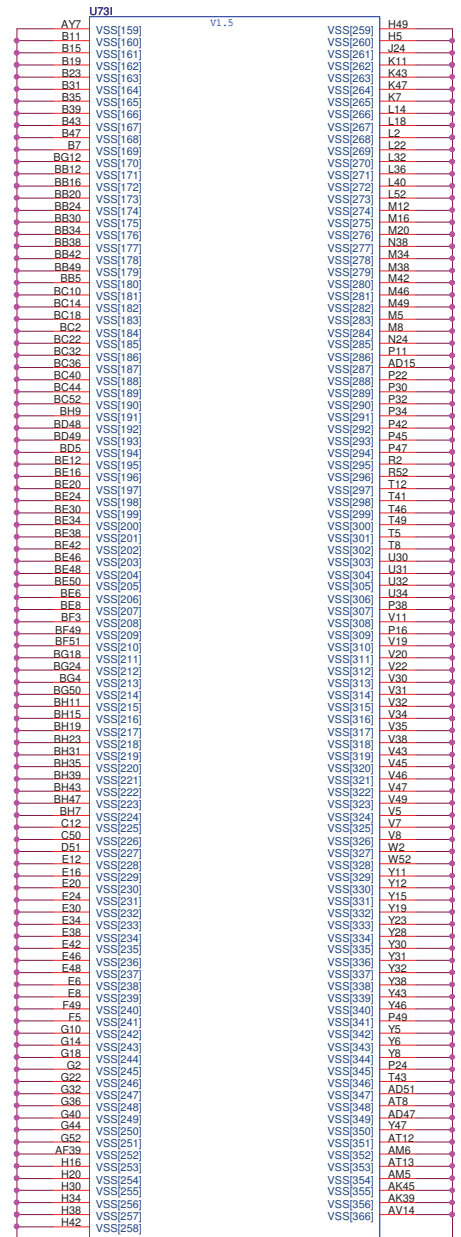 U73I
V1.5
AY7 VSS[159] VSS[259] H49
B11 VSS[160] VSS[260] H5
B15 VSS[161] VSS[261] J24
B19 VSS[162] VSS[262] K11
B23 VSS[163] VSS[263] K43
B31 VSS[164] VSS[264] K47
B35 VSS[165] VSS[265] K7
B39 VSS[166] VSS[266] L14
B43 VSS[167] VSS[267] L18
B47 VSS[168] VSS[268] L2
B7 VSS[169] VSS[269] L22
BG12 VSS[170] VSS[270] L32
BB12 VSS[171] VSS[271] L36
BB16 VSS[172] VSS[272] L40
BB20 VSS[173] VSS[273] L52
BB24 VSS[174] VSS[274] M12
BB30 VSS[175] VSS[275] M16
BB34 VSS[176] VSS[276] M20
BB38 VSS[177] VSS[277] N38
BB42 VSS[178] VSS[278] M34
BB49 VSS[179] VSS[279] M38
BB5 VSS[180] VSS[280] M42
BC10 VSS[181] VSS[281] M46
BC14 VSS[182] VSS[282] M49
BC18 VSS[183] VSS[283] M5
BC2 VSS[184] VSS[284] M8
BC22 VSS[185] VSS[285] N24
BC32 VSS[186] VSS[286] P11
BC36 VSS[187] VSS[287] AD15
BC40 VSS[188] VSS[288] P22
BC44 VSS[189] VSS[289] P30
BC52 VSS[190] VSS[290] P32
BH9 VSS[191] VSS[291] P34
BD48 VSS[192] VSS[292] P42
BD49 VSS[193] VSS[293] P45
BD5 VSS[194] VSS[294] P47
BE12 VSS[195] VSS[295] R2
BE16 VSS[196] VSS[296] R52
BE20 VSS[197] VSS[297] T12
BE24 VSS[198] VSS[298] T41
BE30 VSS[199] VSS[299] T46
BE34 VSS[200] VSS[300] T49
BE38 VSS[201] VSS[301] T5
BE42 VSS[202] VSS[302] T8
BE46 VSS[203] VSS[303] U30
BE48 VSS[204] VSS[304] U31
BE50 VSS[205] VSS[305] U32
BE6 VSS[206] VSS[306] U34
BE8 VSS[207] VSS[307] P38
BF3 VSS[208] VSS[308] V11
BF49 VSS[209] VSS[309] P16
BF51 VSS[210] VSS[310] V19
BG18 VSS[211] VSS[311] V20
BG24 VSS[212] VSS[312] V22
BG4 VSS[213] VSS[313] V30
BG50 VSS[214] VSS[314] V31
BH11 VSS[215] VSS[315] V32
BH15 VSS[216] VSS[316] V34
BH19 VSS[217] VSS[317] V35
BH23 VSS[218] VSS[318] V38
BH31 VSS[219] VSS[319] V43
BH35 VSS[220] VSS[320] V45
BH39 VSS[221] VSS[321] V46
BH43 VSS[222] VSS[322] V47
BH47 VSS[223] VSS[323] V49
BH7 VSS[224] VSS[324] V5
C12 VSS[225] VSS[325] V7
C50 VSS[226] VSS[326] V8
D51 VSS[227] VSS[327] W2
E12 VSS[228] VSS[328] W52
E16 VSS[229] VSS[329] Y11
E20 VSS[230] VSS[330] Y12
E24 VSS[231] VSS[331] Y15
E30 VSS[232] VSS[332] Y19
E34 VSS[233] VSS[333] Y23
E38 VSS[234] VSS[334] Y28
E42 VSS[235] VSS[335] Y30
E46 VSS[236] VSS[336] Y31
E48 VSS[237] VSS[337] Y32
E6 VSS[238] VSS[338] Y38
E8 VSS[239] VSS[339] Y43
F49 VSS[240] VSS[340] Y46
F5 VSS[241] VSS[341] P49
G10 VSS[242] VSS[342] Y5
G14 VSS[243] VSS[343] Y6
G18 VSS[244] VSS[344] Y8
G2 VSS[245] VSS[345] P24
G22 VSS[246] VSS[346] T43
G32 VSS[247] VSS[347] AD51
G36 VSS[248] VSS[348] AT8
G40 VSS[249] VSS[349] AD47
G44 VSS[250] VSS[350] Y47
G52 VSS[251] VSS[351] AT12
AF39 VSS[252] VSS[352] AM6
H16 VSS[253] VSS[353] AT13
H20 VSS[254] VSS[354] AM5
H30 VSS[255] VSS[355] AK45
H34 VSS[256] VSS[356] AK39
H38 VSS[257] VSS[366] AV14
H42 VSS[258]